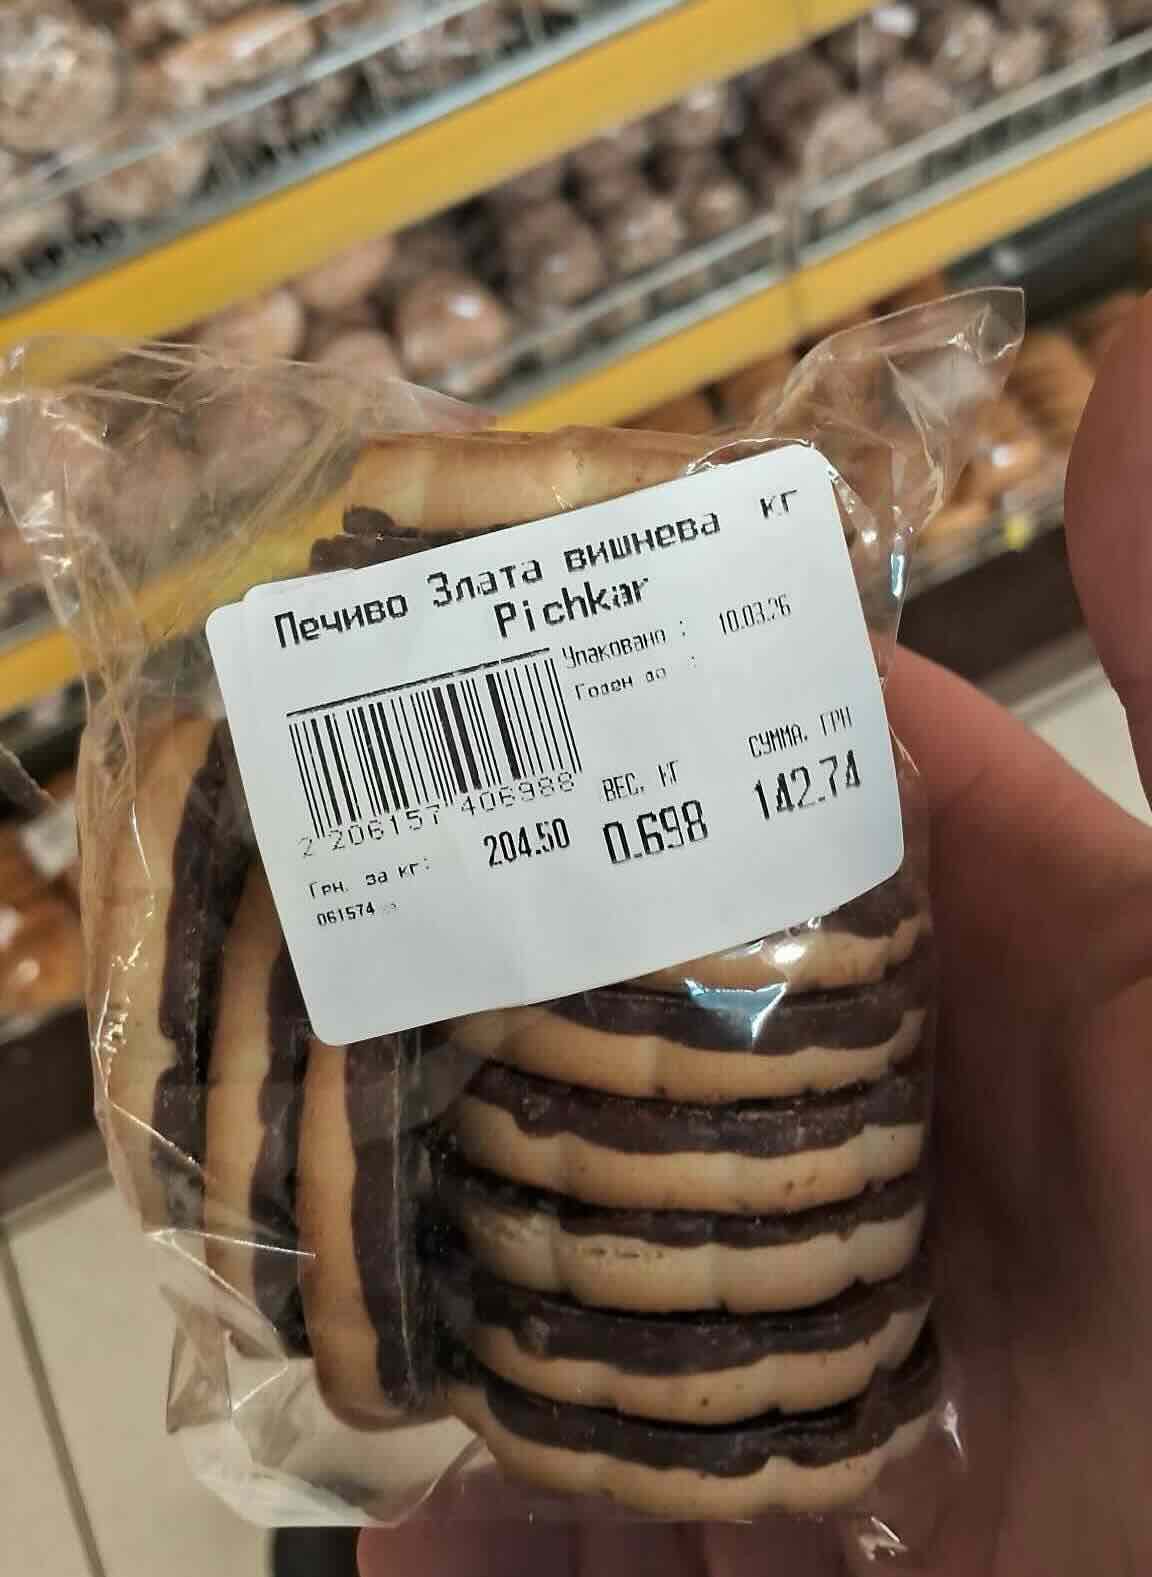 Печиво Злата вишнева кг
Pichkar
Упаковано : 10.03.26
Годен до :
2 206157 406988
Грн. за кг: 204.50
ВЕС, КГ
0.698
СУММА, ГРН
142.74
061574